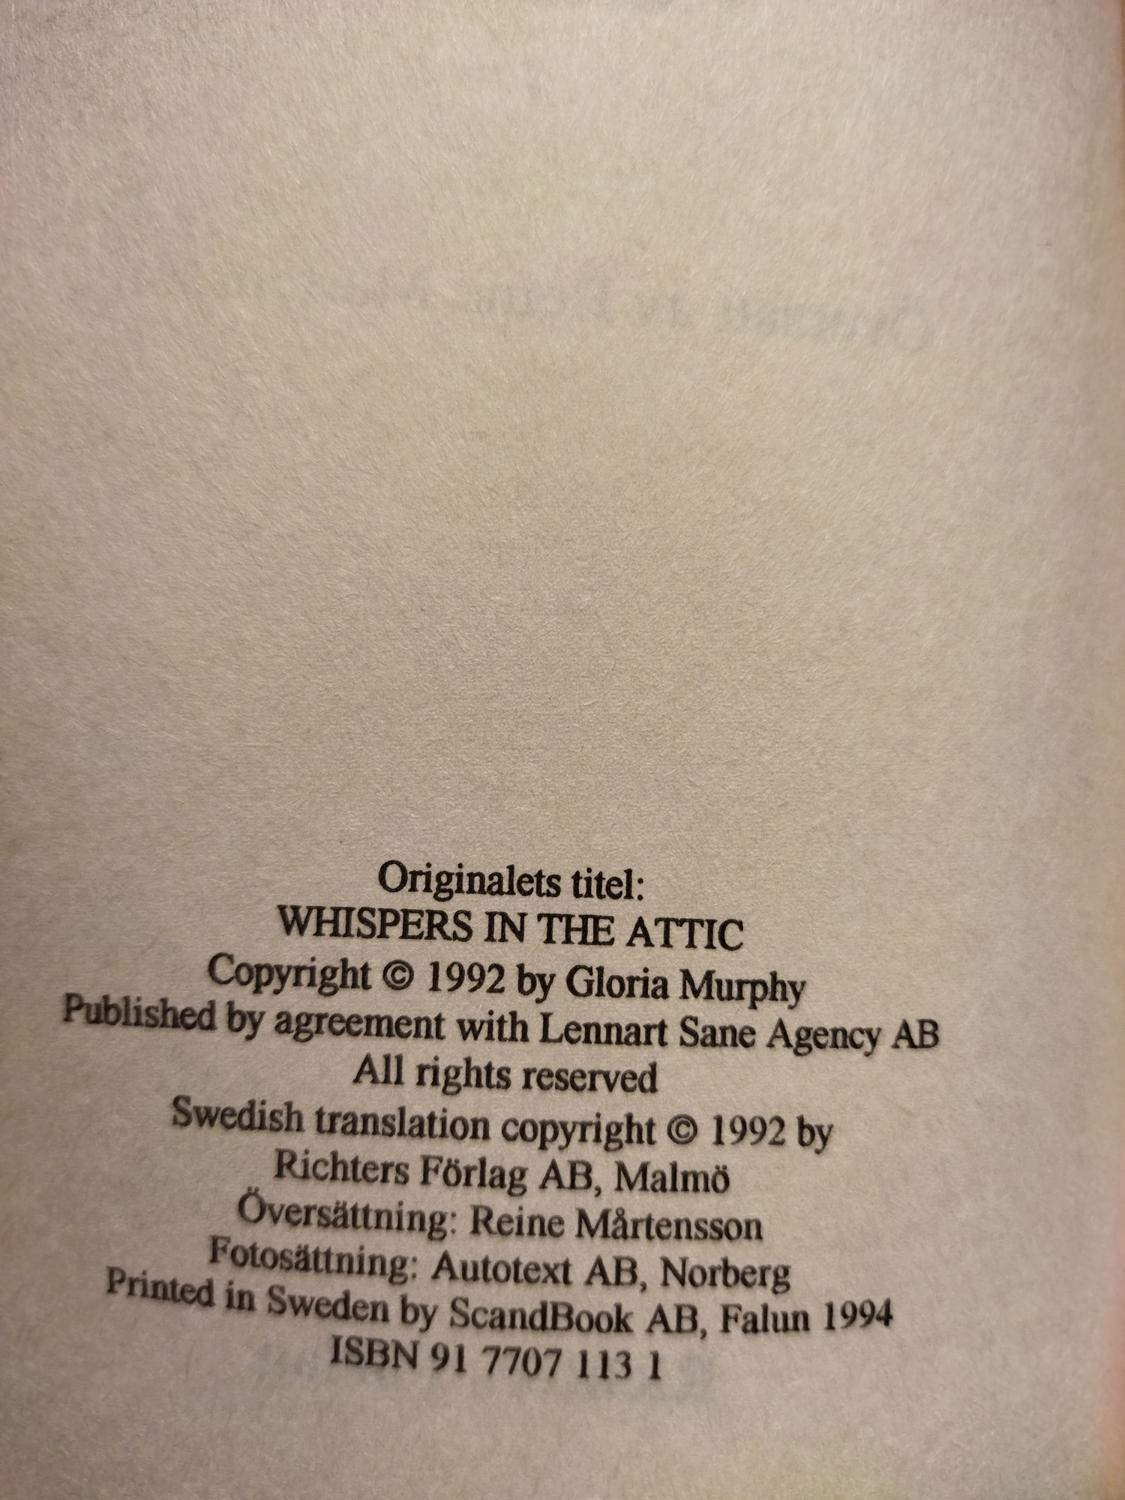 Originalets titel:
WHISPERS IN THE ATTIC
Copyright © 1992 by Gloria Murphy
Published by agreement with Lennart Sane Agency AB
All rights reserved
Swedish translation copyright © 1992 by
Richters Förlag AB, Malmö
Översättning: Reine Mårtensson
Fotosättning: Autotext AB, Norberg
Printed in Sweden by ScandBook AB, Falun 1994
ISBN 91 7707 113 1